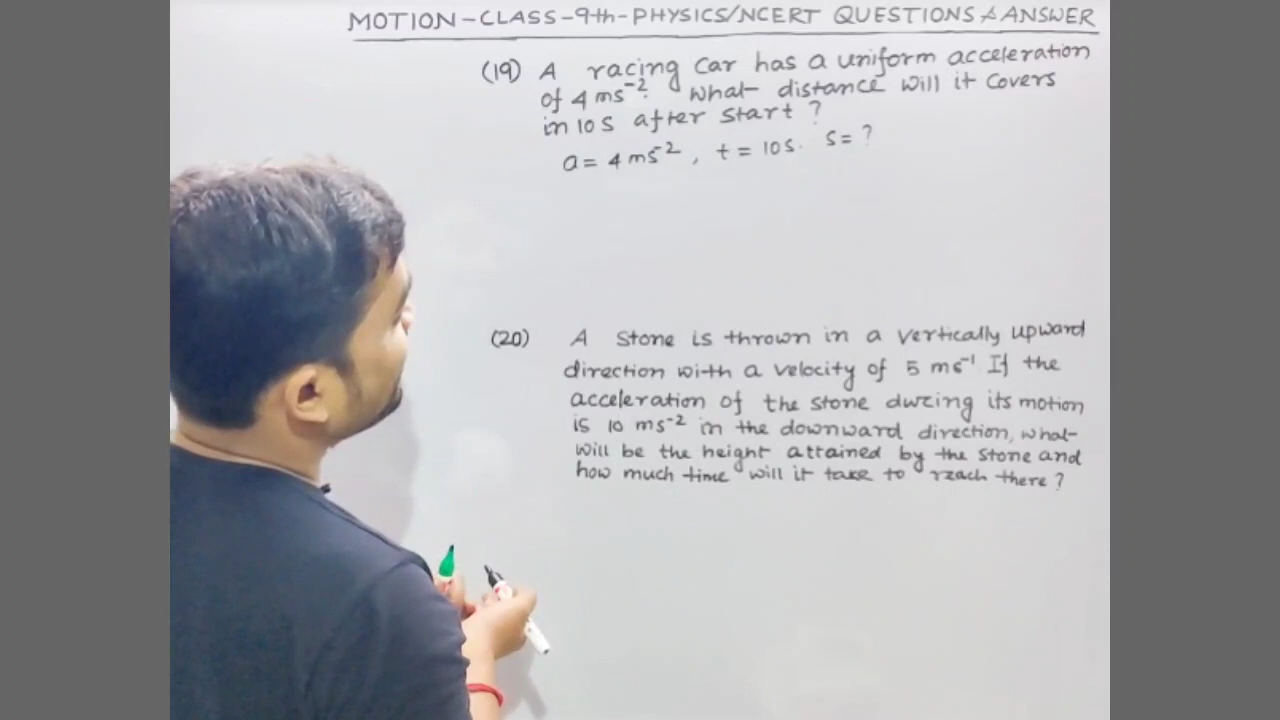 MOTION-CLASS-9th-PHYSICS/NCERT QUESTIONS & ANSWER
(19) A racing car has a uniform acceleration
of 4 ms⁻². What distance will it covers
in 10 s after start ?
a = 4 ms⁻² , t = 10 s. s = ?
(20) A stone is thrown in a vertically upward
direction with a velocity of 5 ms⁻¹ If the
acceleration of the stone during its motion
is 10 ms⁻² in the downward direction, what
will be the height attained by the stone and
how much time will it take to reach there ?